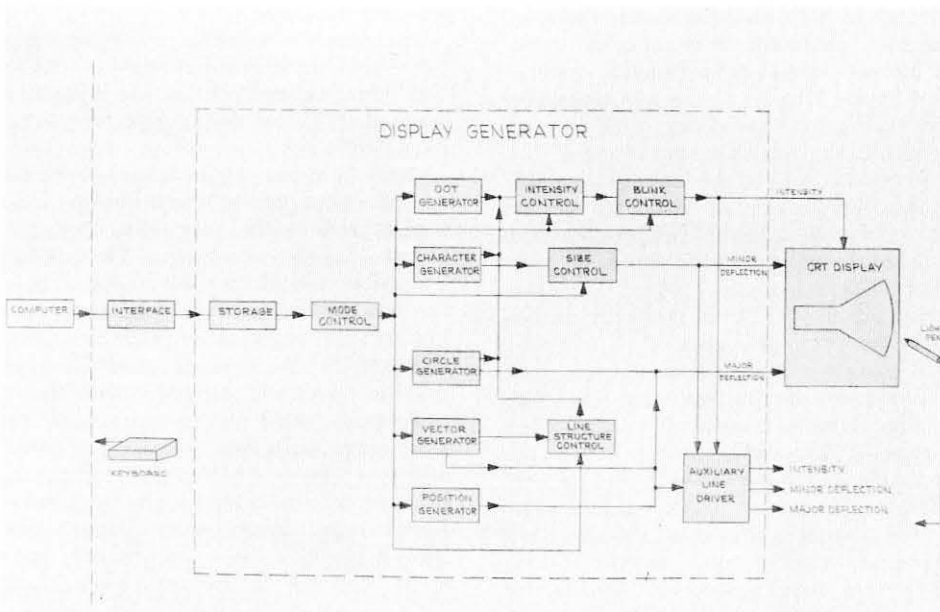 DISPLAY GENERATOR
DOT
GENERATOR
INTENSITY
CONTROL
BLINK
CONTROL
INTENSITY
CHARACTER
GENERATOR
SIZE
CONTROL
MINOR
DEFLECTION
CRT DISPLAY
COMPUTER
INTERFACE
STORAGE
MODE
CONTROL
CIRCLE
GENERATOR
MAJOR
DEFLECTION
VECTOR
GENERATOR
LINE
STRUCTURE
CONTROL
KEYBOARD
POSITION
GENERATOR
AUXILIARY
LINE
DRIVER
INTENSITY
MINOR DEFLECTION
MAJOR DEFLECTION